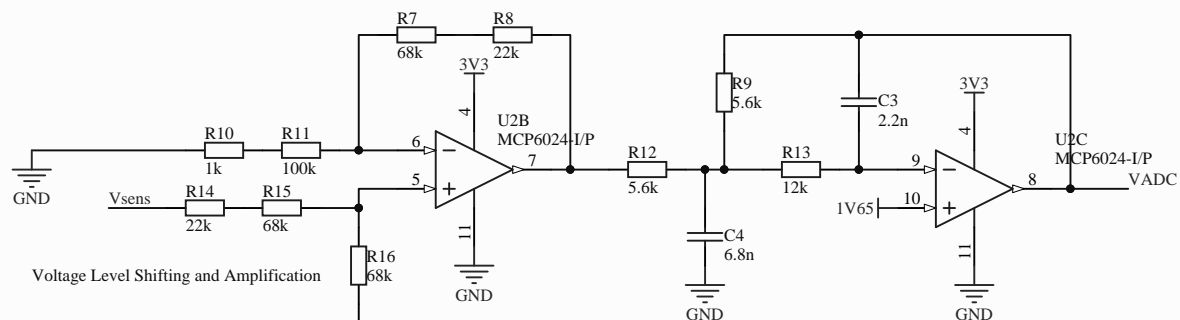 R7
68k
R8
22k
3V3
4
U2B
MCP6024-I/P
6
7
5
11
GND
R10
1k
R11
100k
GND
Vsens
R14
22k
R15
68k
R16
68k
Voltage Level Shifting and Amplification
R9
5.6k
C3
2.2n
3V3
4
U2C
MCP6024-I/P
R12
5.6k
R13
12k
9
8
VADC
1V65
10
11
C4
6.8n
GND
GND